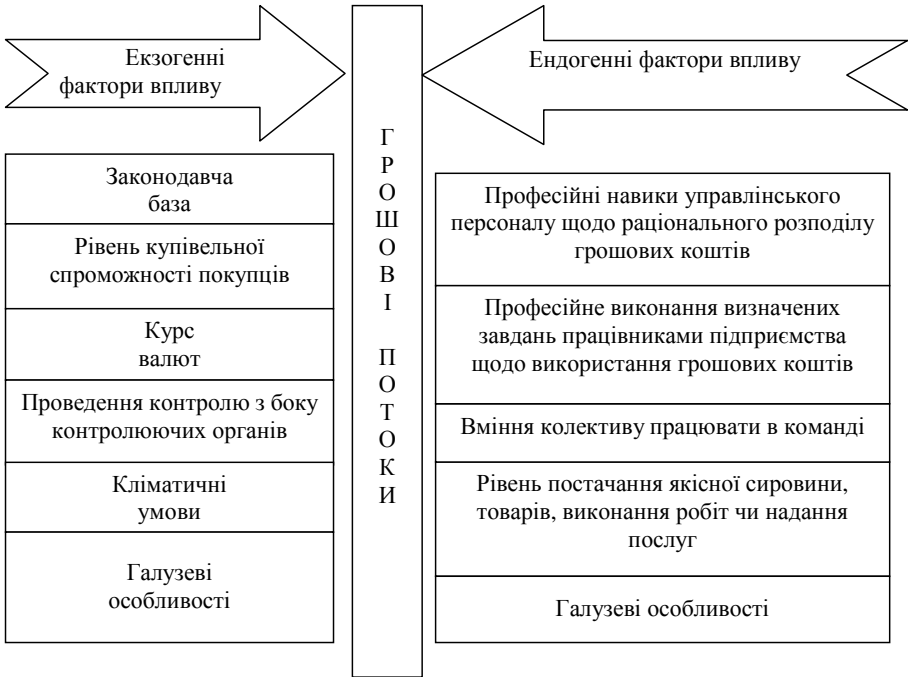 Екзогенні
фактори впливу
Законодавча
база
Рівень купівельної
спроможності покупців
Курс
валют
Проведення контролю з боку
контролюючих органів
Кліматичні
умови
Галузеві
особливості
Г
Р
О
Ш
О
В
І
П
О
Т
О
К
И
Ендогенні фактори впливу
Професійні навики управлінського
персоналу щодо раціонального розподілу
грошових коштів
Професійне виконання визначених
завдань працівниками підприємства
щодо використання грошових коштів
Вміння колективу працювати в команді
Рівень постачання якісної сировини,
товарів, виконання робіт чи надання
послуг
Галузеві особливості